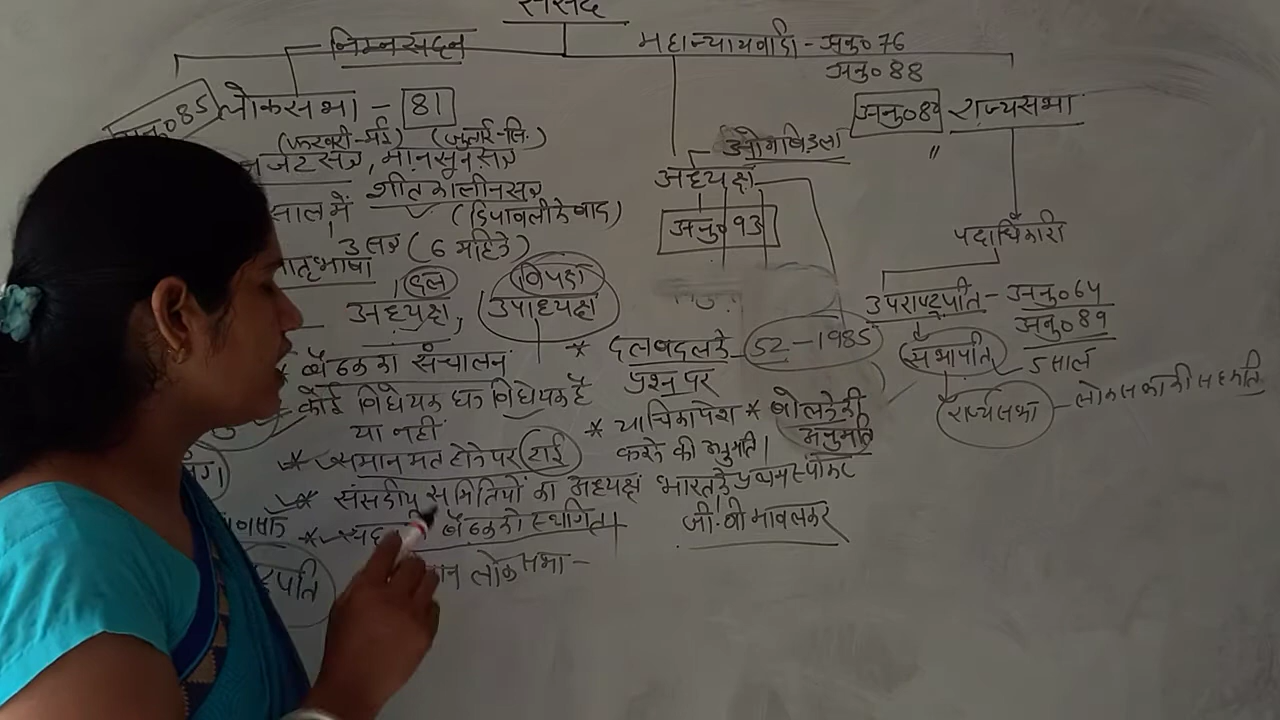 संसद
निम्नसदन
महान्यायवादी - अनु० 76
अनु० 88
अनु० 85
लोकसभा - 81
(फरवरी-मई) (जुलाई-सि.)
बजट सत्र, मानसून सत्र
साल में शीतकालीन सत्र
(दिपावली के बाद)
3 सत्र (6 महिने)
मातृभाषा
दल विपक्ष
अध्यक्ष, उपाध्यक्ष
* बैठक का संचालन
कोई विधेयक धन विधेयक है
या नहीं
* समान मत होने पर टाई
* संसदीय समितियों का अध्यक्ष
* बैठक को स्थगित
लोकसभा -
पति
ओम बिड़ला
अध्यक्ष
अनु० 93
* दलबदल के 52 - 1985
प्रश्न पर
* याचिका पेश * बोलने की
करने की अनुमति। अनुमति
भारत के प्रथम स्पीकर
जी. वी मावलकर
राज्यसभा
"
पदाधिकारी
उपराष्ट्रपति - अनु० 64
अनु० 89
सभापति 5 साल
राज्यसभा - लोकसभा की सहमति